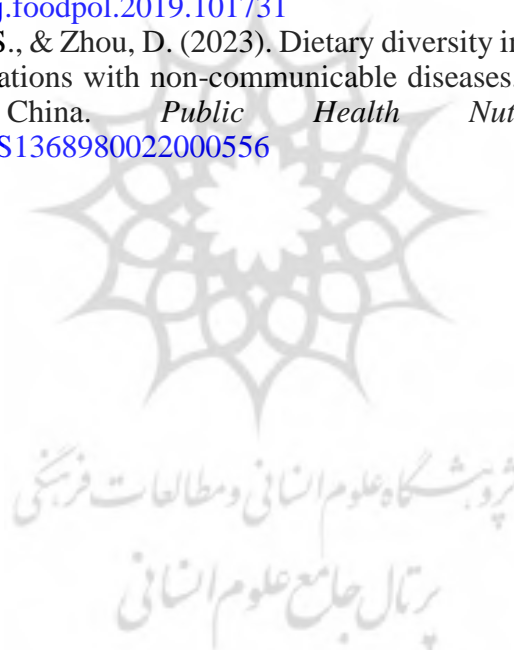 j.foodpol.2019.101731
S., & Zhou, D. (2023). Dietary diversity in
ations with non-communicable diseases.
China. Public Health Nut
S1368980022000556
پژوهشگاه علوم انسانی و مطالعات فرهنگی
پرتال جامع علوم انسانی